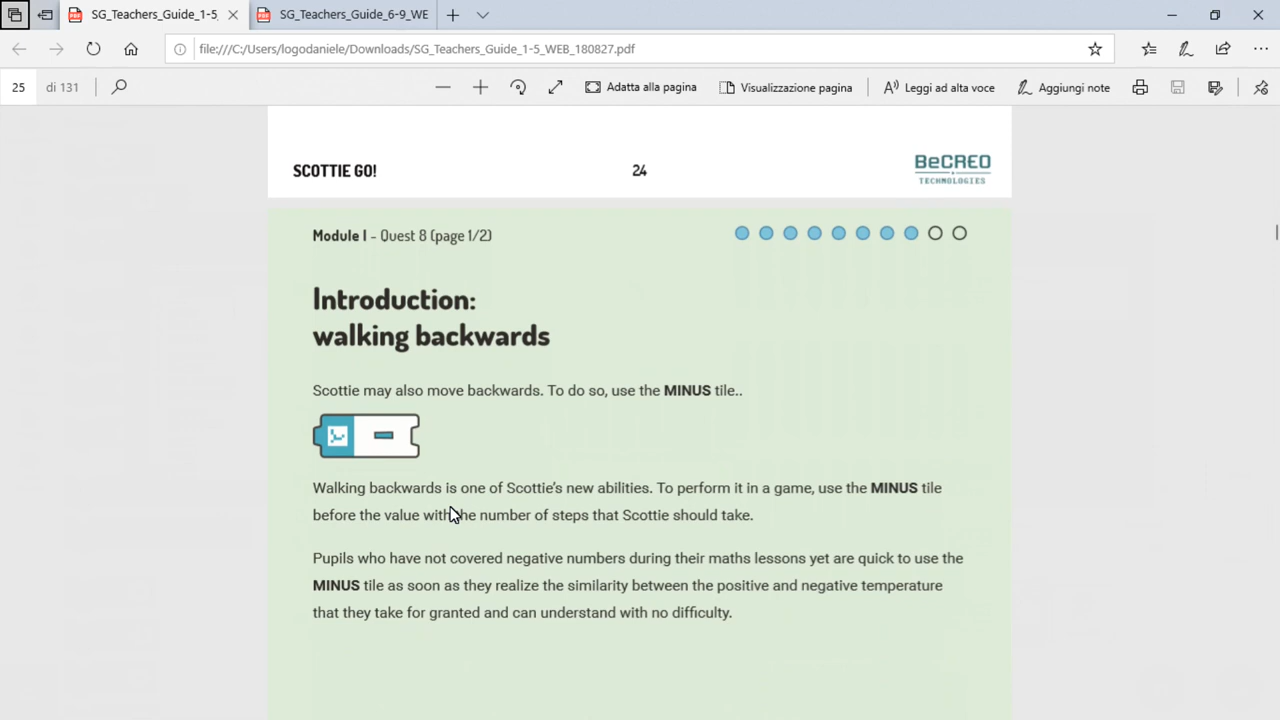 SG_Teachers_Guide_1-5_
SG_Teachers_Guide_6-9_WE
file:///C:/Users/logodaniele/Downloads/SG_Teachers_Guide_1-5_WEB_180827.pdf
25 di 131
Adatta alla pagina
Visualizzazione pagina
Leggi ad alta voce
Aggiungi note
SCOTTIE GO!
24
BeCREO
TECHNOLOGIES
Module I - Quest 8 (page 1/2)
Introduction:
walking backwards
Scottie may also move backwards. To do so, use the MINUS tile..
Walking backwards is one of Scottie's new abilities. To perform it in a game, use the MINUS tile
before the value with the number of steps that Scottie should take.
Pupils who have not covered negative numbers during their maths lessons yet are quick to use the
MINUS tile as soon as they realize the similarity between the positive and negative temperature
that they take for granted and can understand with no difficulty.